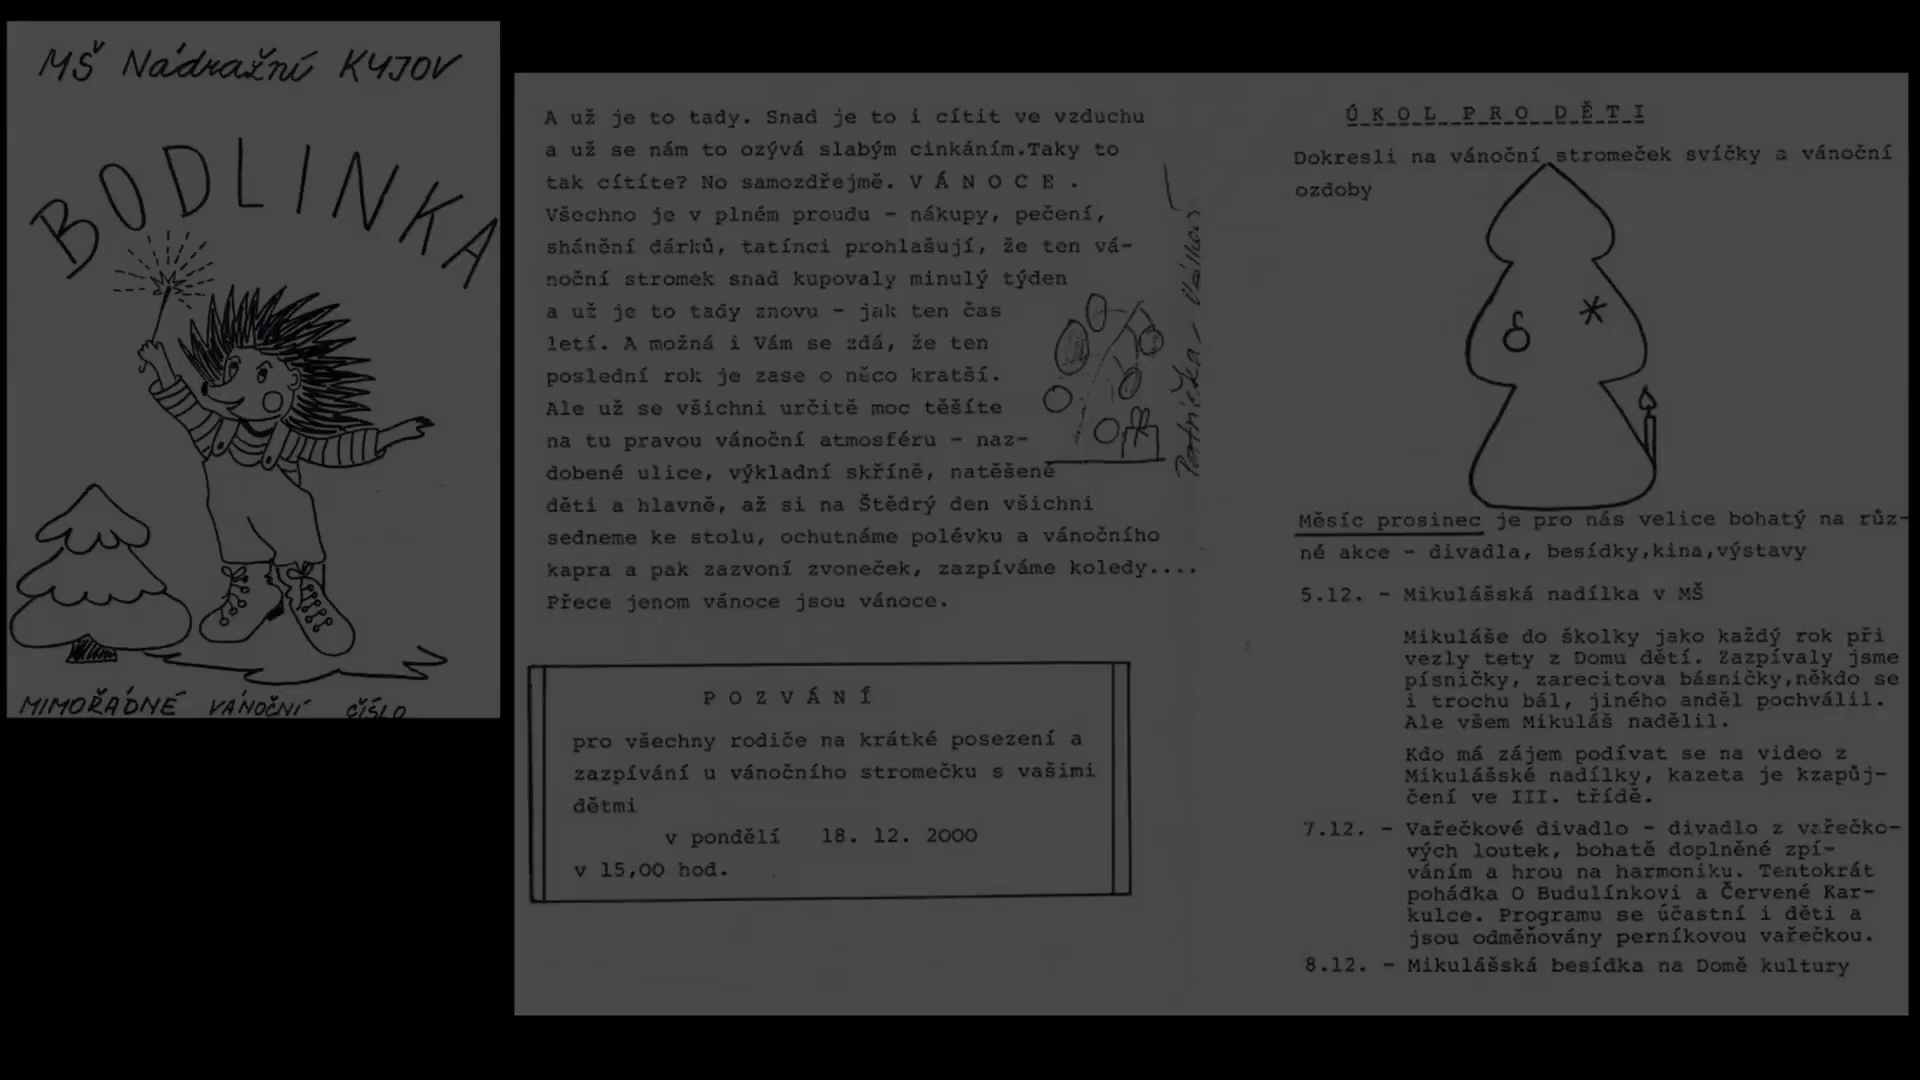 MŠ Nádražní KYJOV
BODLINKA
MIMOŘÁDNÉ VÁNOČNÍ ČÍSLO
A už je to tady. Snad je to i cítit ve vzduchu
a už se nám to ozývá slabým cinkáním.Taky to
tak cítíte? No samozdřejmě. V Á N O C E .
Všechno je v plném proudu - nákupy, pečení,
shánění dárků, tatínci prohlašují, že ten vá-
noční stromek snad kupovaly minulý týden
a už je to tady znovu - jak ten čas
letí. A možná i Vám se zdá, že ten
poslední rok je zase o něco kratší.
Ale už se všichni určitě moc těšíte
na tu pravou vánoční atmosféru - naz-
dobené ulice, výkladní skříně, natěšené
děti a hlavně, až si na Štědrý den všichni
sedneme ke stolu, ochutnáme polévku a vánočního
kapra a pak zazvoní zvoneček, zazpíváme koledy....
Přece jenom vánoce jsou vánoce.
P O Z V Á N Í
pro všechny rodiče na krátké posezení a
zazpívání u vánočního stromečku s vašimi
dětmi
v pondělí 18. 12. 2000
v 15,00 hod.
Ú K O L P R O D Ě T I
Dokresli na vánoční stromeček svíčky a vánoční
ozdoby
Měsíc prosinec je pro nás velice bohatý na růz-
né akce - divadla, besídky,kina,výstavy
5.12. - Mikulášská nadílka v MŠ
Mikuláše do školky jako každý rok při
vezly tety z Domu dětí. Zazpívaly jsme
písničky, zarecitova básničky,někdo se
i trochu bál, jiného anděl pochválil.
Ale všem Mikuláš nadělil.
Kdo má zájem podívat se na video z
Mikulášské nadílky, kazeta je kzapůj-
čení ve III. třídě.
7.12. - Vařečkové divadlo - divadlo z vařečko-
vých loutek, bohatě doplněné zpí-
váním a hrou na harmoniku. Tentokrát
pohádka O Budulínkovi a Červené Kar-
kulce. Programu se účastní i děti a
jsou odměňovány perníkovou vařečkou.
8.12. - Mikulášská besídka na Domě kultury